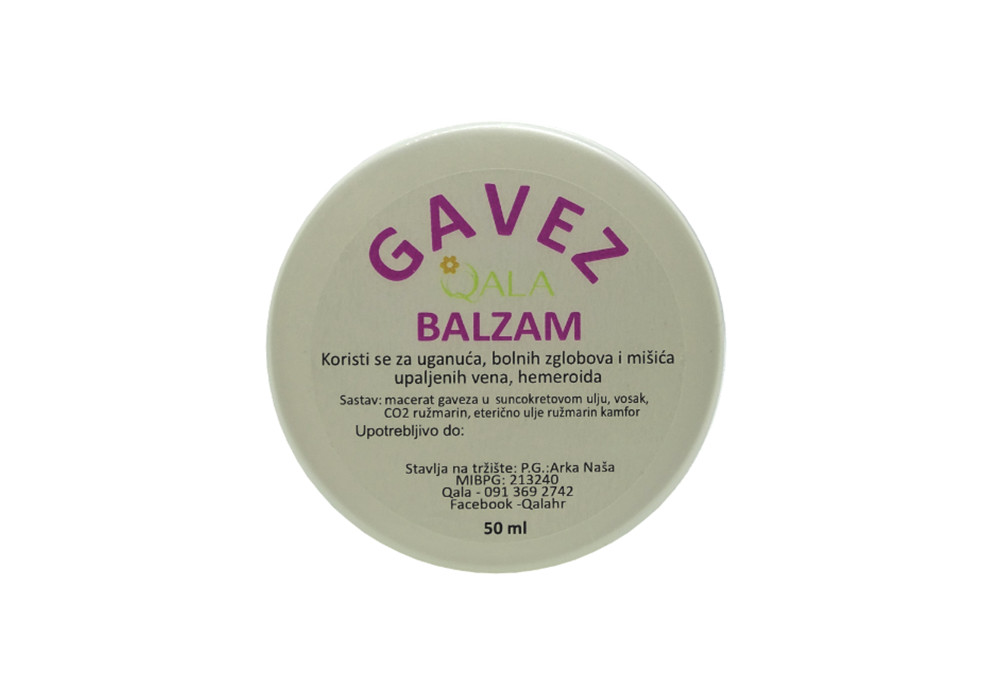 GAVEZ
QALA
BALZAM
Koristi se za uganuća, bolnih zglobova i mišića
upaljenih vena, hemeroida
Sastav: macerat gaveza u suncokretovom ulju, vosak,
CO2 ružmarin, eterično ulje ružmarin kamfor
Upotrebljivo do:
Stavlja na tržište: P.G.:Arka Naša
MIBPG: 213240
Qala - 091 369 2742
Facebook -Qalahr
50 ml